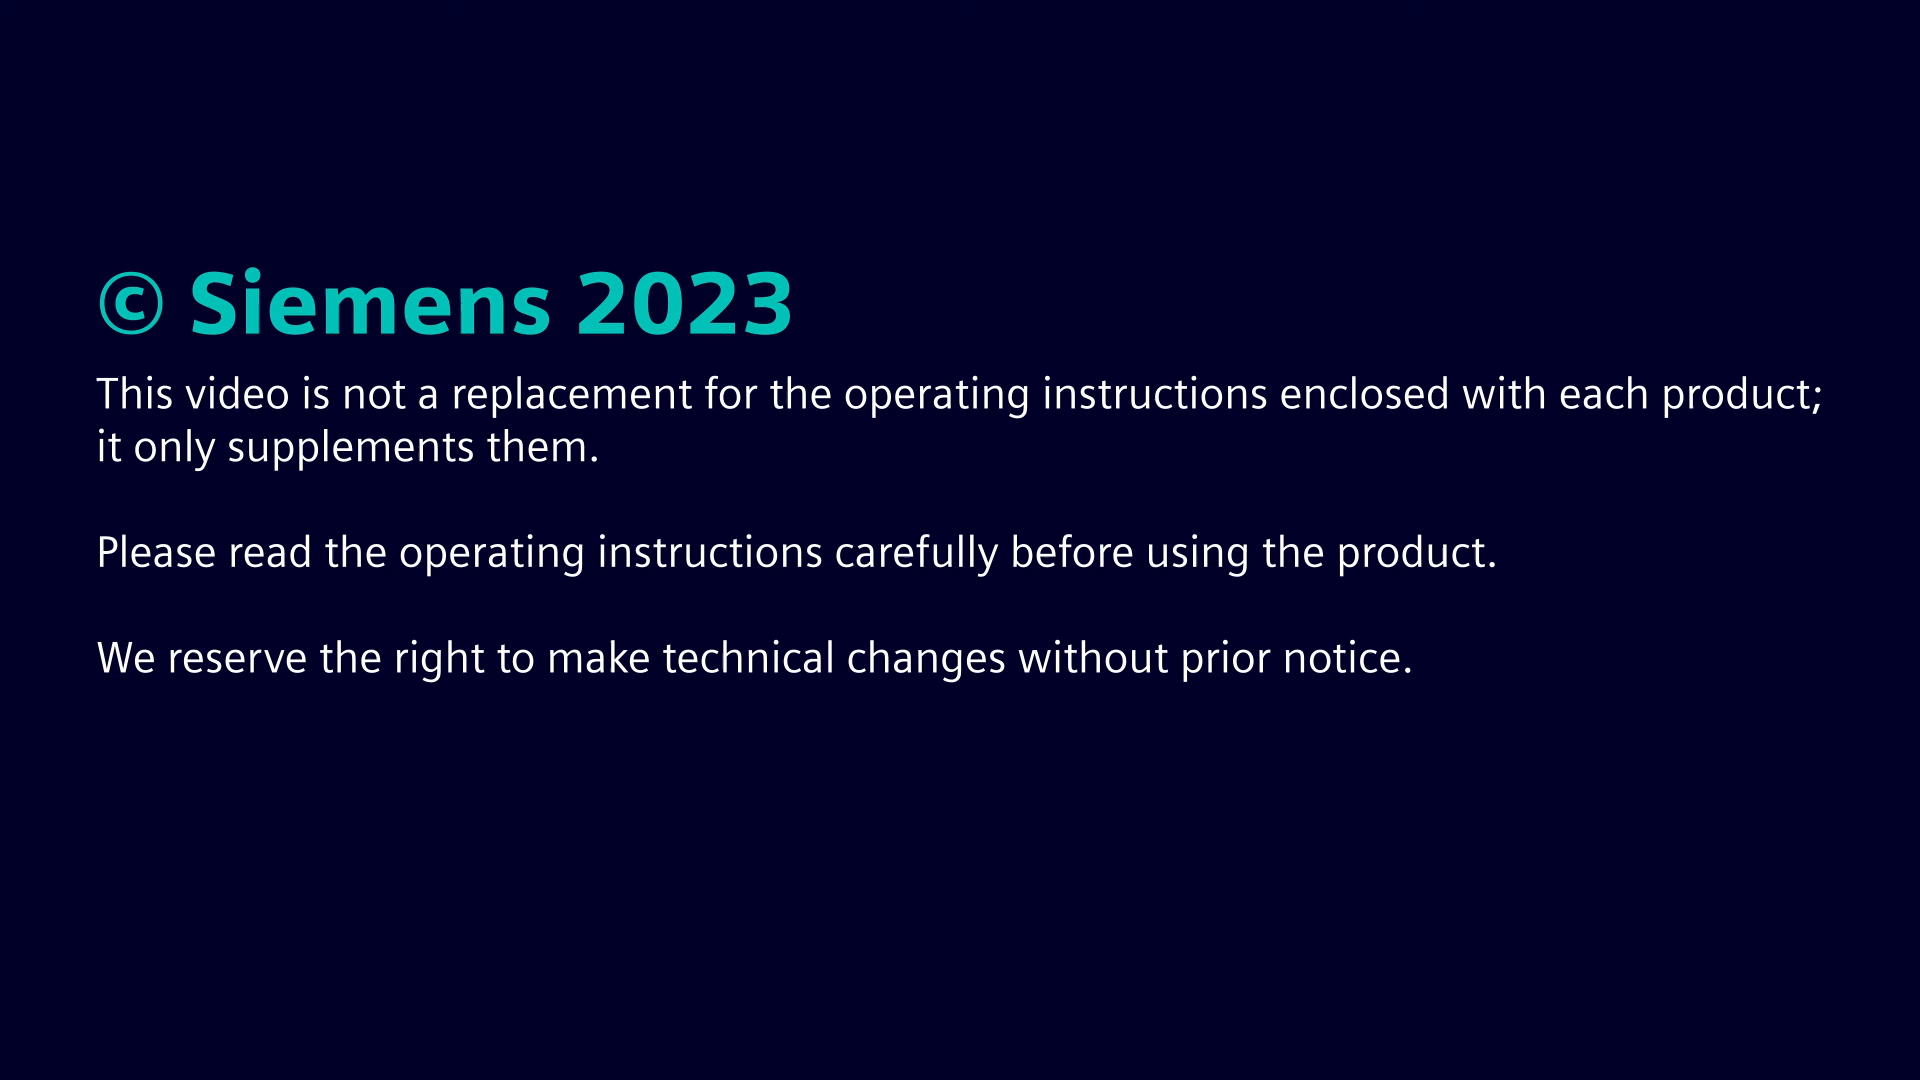 © Siemens 2023
This video is not a replacement for the operating instructions enclosed with each product;
it only supplements them.
Please read the operating instructions carefully before using the product.
We reserve the right to make technical changes without prior notice.